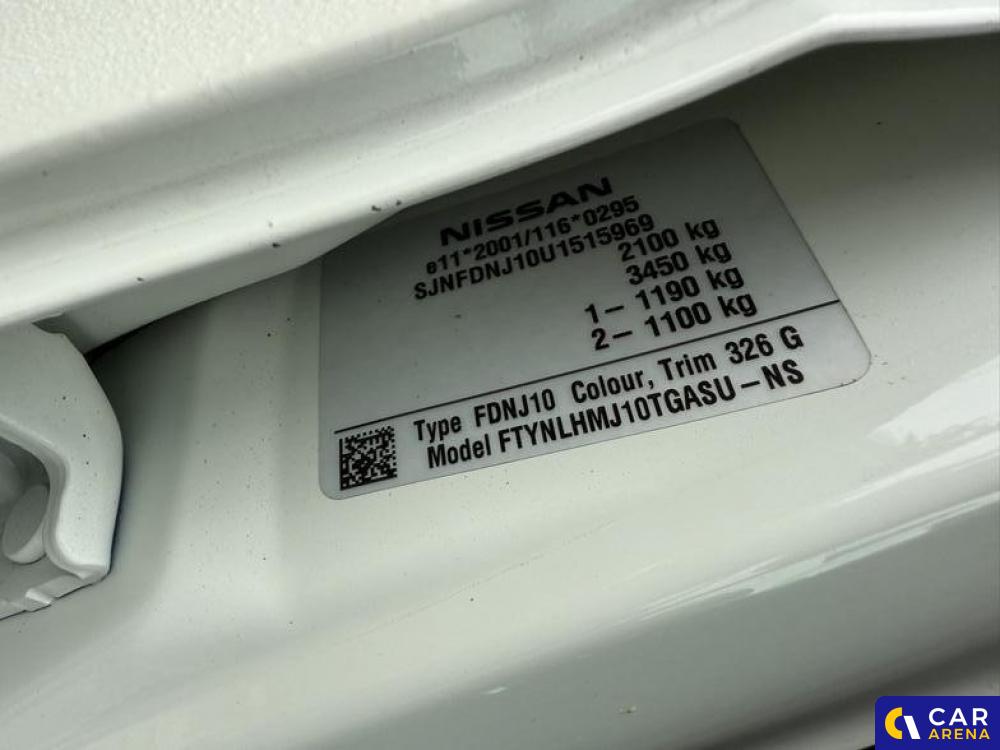 NISSAN
e11*2001/116*0295
SJNFDNJ10U1515969
2100 kg
3450 kg
1– 1190 kg
2– 1100 kg
Type FDNJ10 Colour, Trim 326 G
Model FTYNLHMJ10TGASU–NS
CAR
ARENA